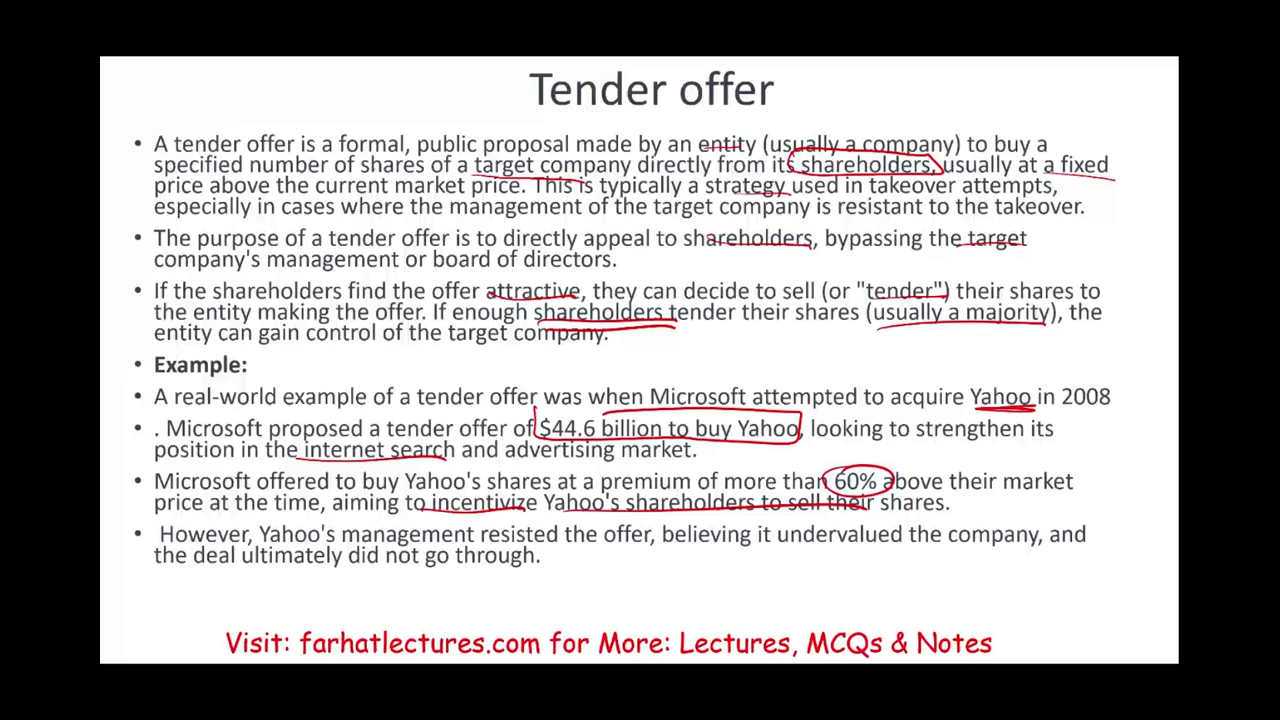 Tender offer
• A tender offer is a formal, public proposal made by an entity (usually a company) to buy a
specified number of shares of a target company directly from its shareholders, usually at a fixed
price above the current market price. This is typically a strategy used in takeover attempts,
especially in cases where the management of the target company is resistant to the takeover.
• The purpose of a tender offer is to directly appeal to shareholders, bypassing the target
company's management or board of directors.
• If the shareholders find the offer attractive, they can decide to sell (or "tender") their shares to
the entity making the offer. If enough shareholders tender their shares (usually a majority), the
entity can gain control of the target company.
• Example:
• A real-world example of a tender offer was when Microsoft attempted to acquire Yahoo in 2008
• . Microsoft proposed a tender offer of $44.6 billion to buy Yahoo, looking to strengthen its
position in the internet search and advertising market.
• Microsoft offered to buy Yahoo's shares at a premium of more than 60% above their market
price at the time, aiming to incentivize Yahoo's shareholders to sell their shares.
• However, Yahoo's management resisted the offer, believing it undervalued the company, and
the deal ultimately did not go through.
Visit: farhatlectures.com for More: Lectures, MCQs & Notes